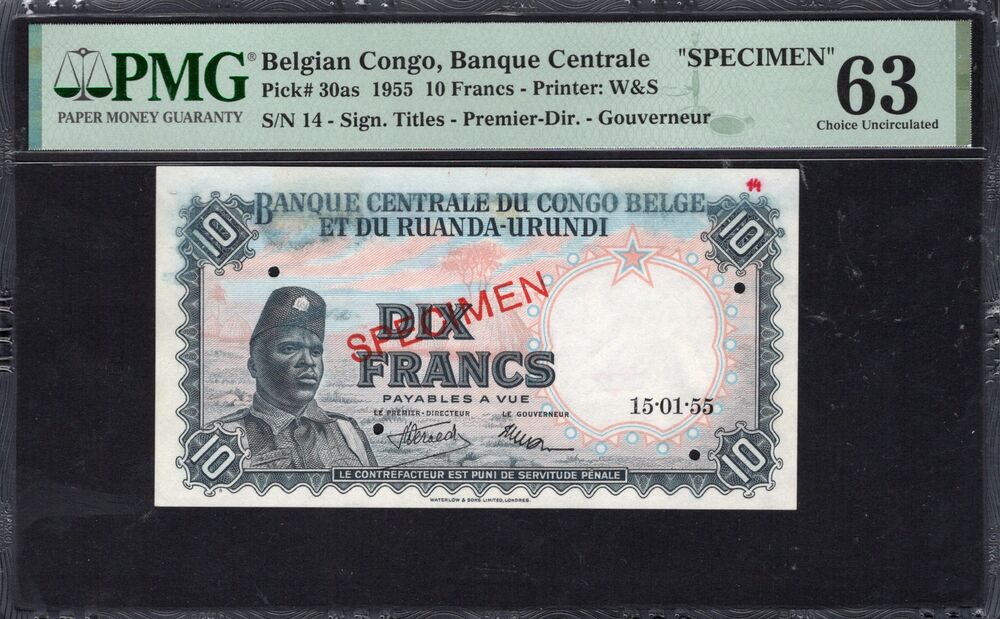 PMG®
PAPER MONEY GUARANTY
Belgian Congo, Banque Centrale "SPECIMEN"
Pick# 30as 1955 10 Francs - Printer: W&S
S/N 14 - Sign. Titles - Premier-Dir. - Gouverneur
63
Choice Uncirculated
14
BANQUE CENTRALE DU CONGO BELGE
ET DU RUANDA-URUNDI
10
10
SPECIMEN
DIX
FRANCS
PAYABLES A VUE
LE PREMIER-DIRECTEUR LE GOUVERNEUR
15·01·55
10
10
LE CONTREFACTEUR EST PUNI DE SERVITUDE PÉNALE
WATERLOW & SONS LIMITED, LONDRES.